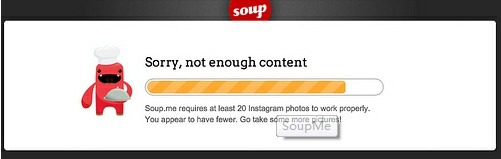 soup
Sorry, not enough content
Soup.me requires at least 20 Instagram photos to work properly.
You appear to have fewer. Go take some more pictures!
SoupMe